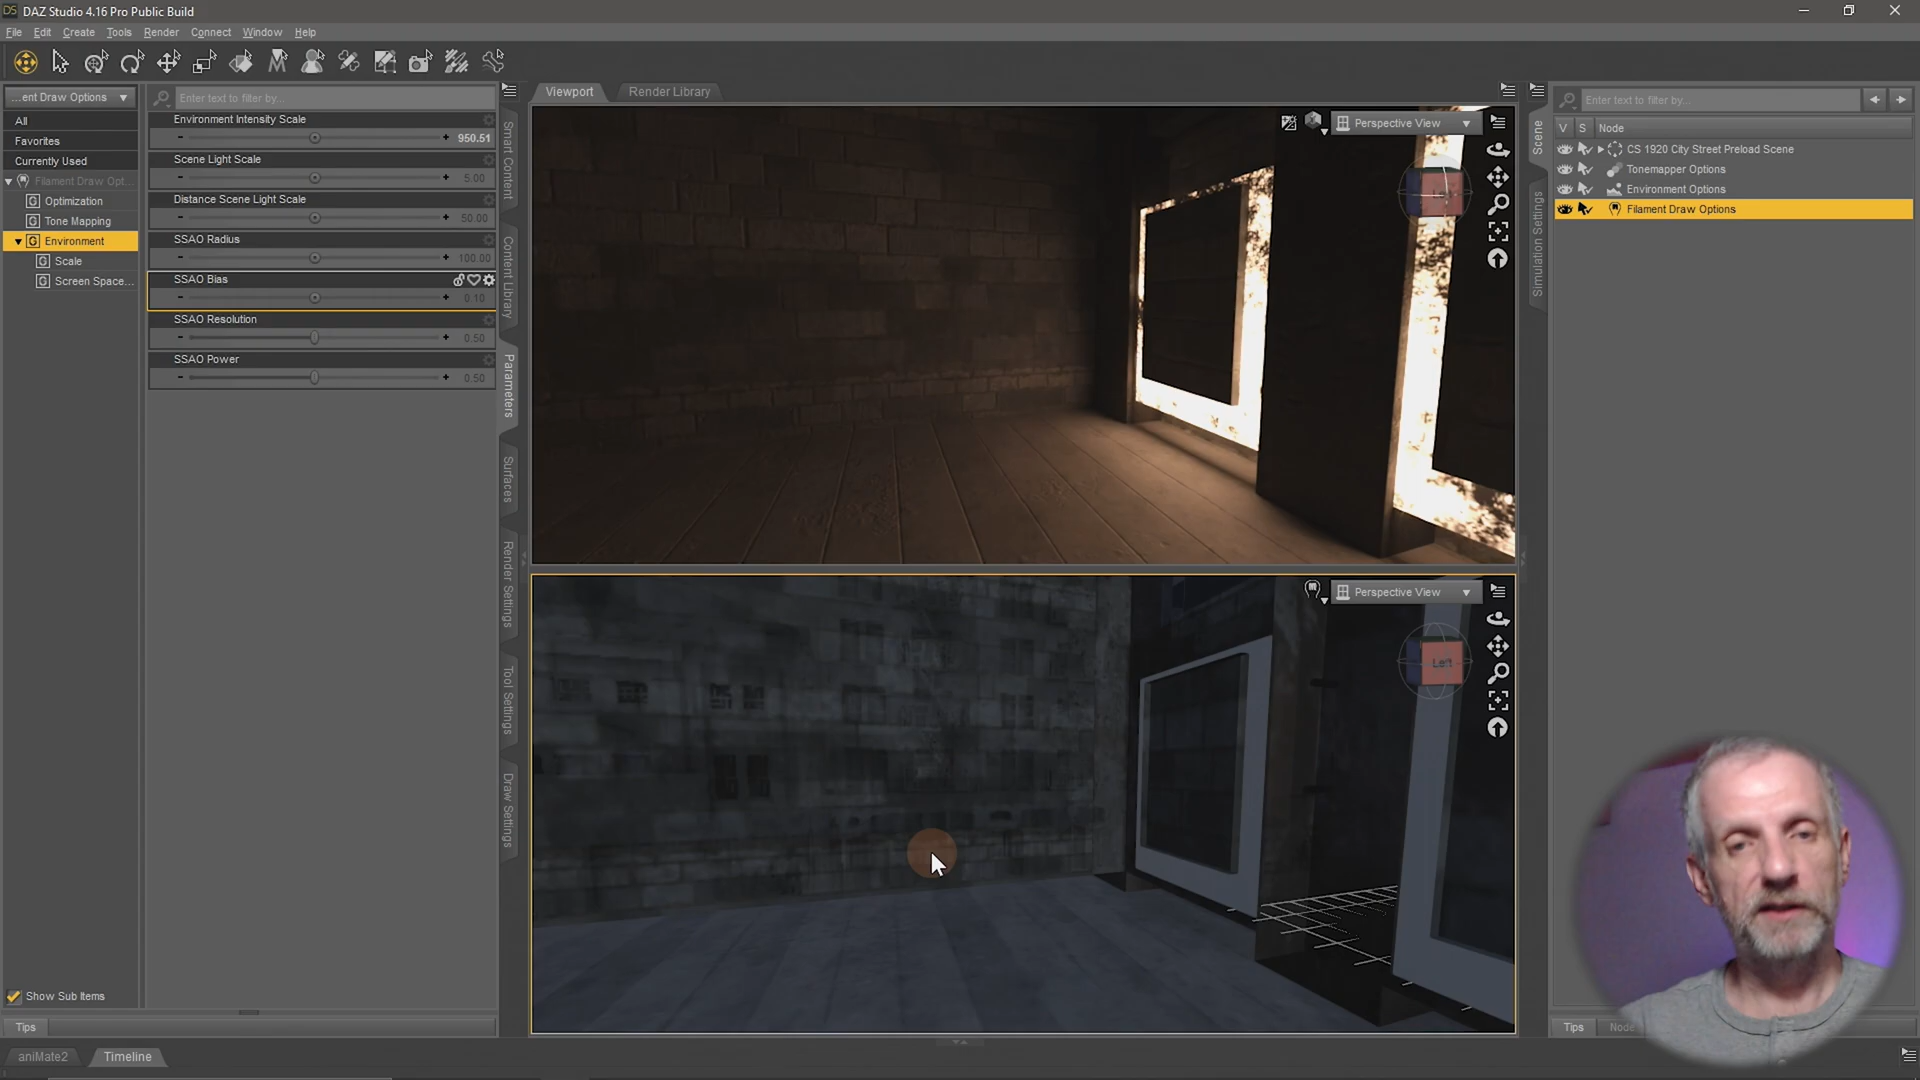 DS DAZ Studio 4.16 Pro Public Build
File Edit Create Tools Render Connect Window Help
...ent Draw Options
Enter text to filter by...
All
Favorites
Currently Used
Filament Draw Opt...
Optimization
Tone Mapping
Environment
Scale
Screen Space...
Environment Intensity Scale
950.51
Scene Light Scale
5.00
Distance Scene Light Scale
50.00
SSAO Radius
100.00
SSAO Bias
0.10
SSAO Resolution
0.50
SSAO Power
0.50
Show Sub Items
Tips
Smart Content
Content Library
Parameters
Surfaces
Render Settings
Tool Settings
Draw Settings
Viewport Render Library
Perspective View
Perspective View
Left
Scene
Simulation Settings
Enter text to filter by...
V S Node
CS 1920 City Street Preload Scene
Tonemapper Options
Environment Options
Filament Draw Options
Tips
Node
aniMate2 Timeline